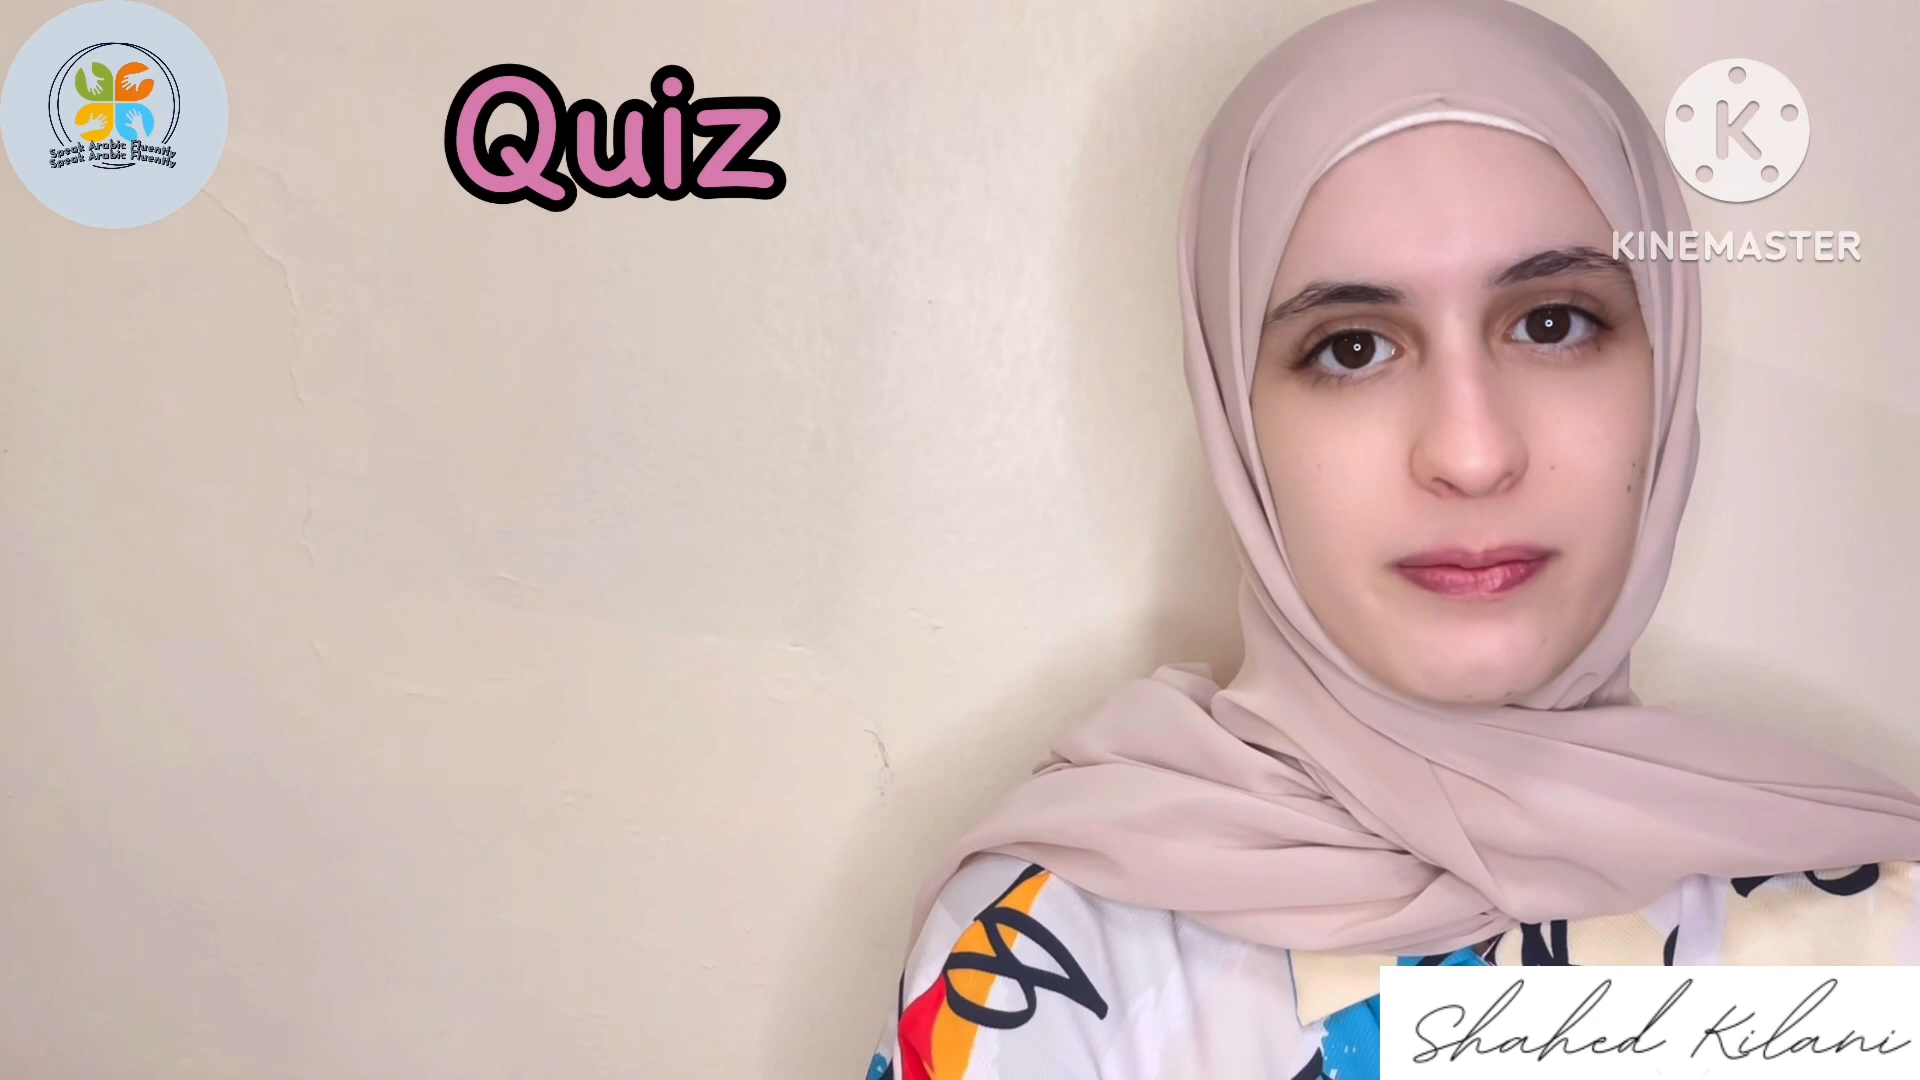 Speak Arabic Fluently
Speak Arabic Fluently
Quiz
K
KINEMASTER
Shahed Kilani